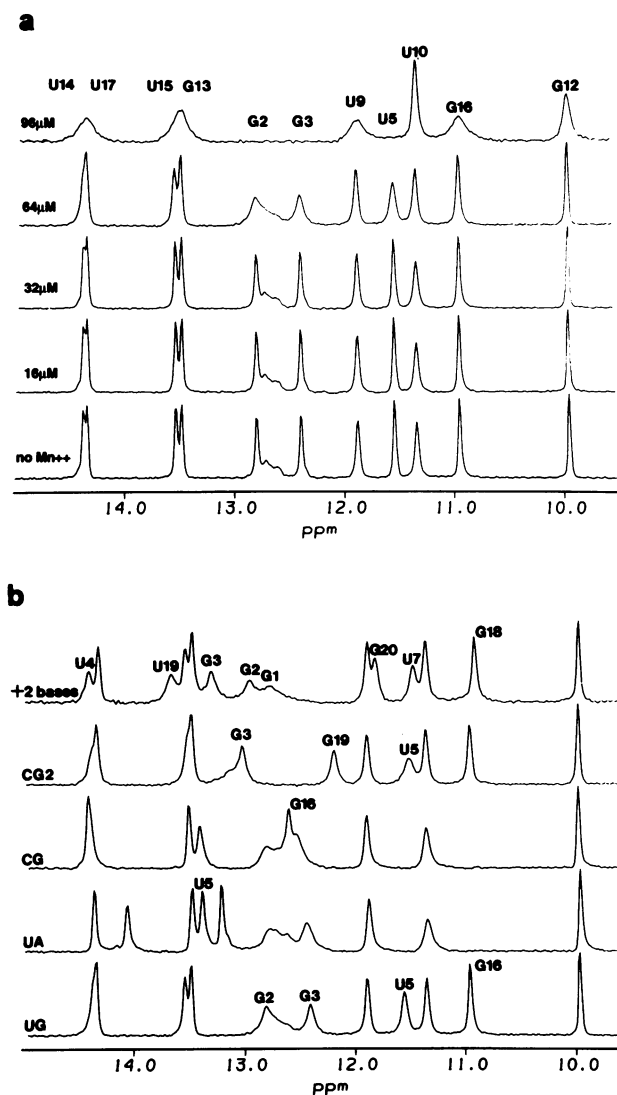 a
U10
U14 U17 U15 G13 G12
U9
G2 G3 U5 G16
96μM
64μM
32μM
16μM
no Mn++
14.0 13.0 12.0 11.0 10.0
PPm
b
G18
U4 U19 G3 G20
G2 G1 U7
+2 bases
G3 G19
U5
CG2
G16
CG
U5
UA
G16
U5
G2 G3
UG
14.0 13.0 12.0 11.0 10.0
PPm